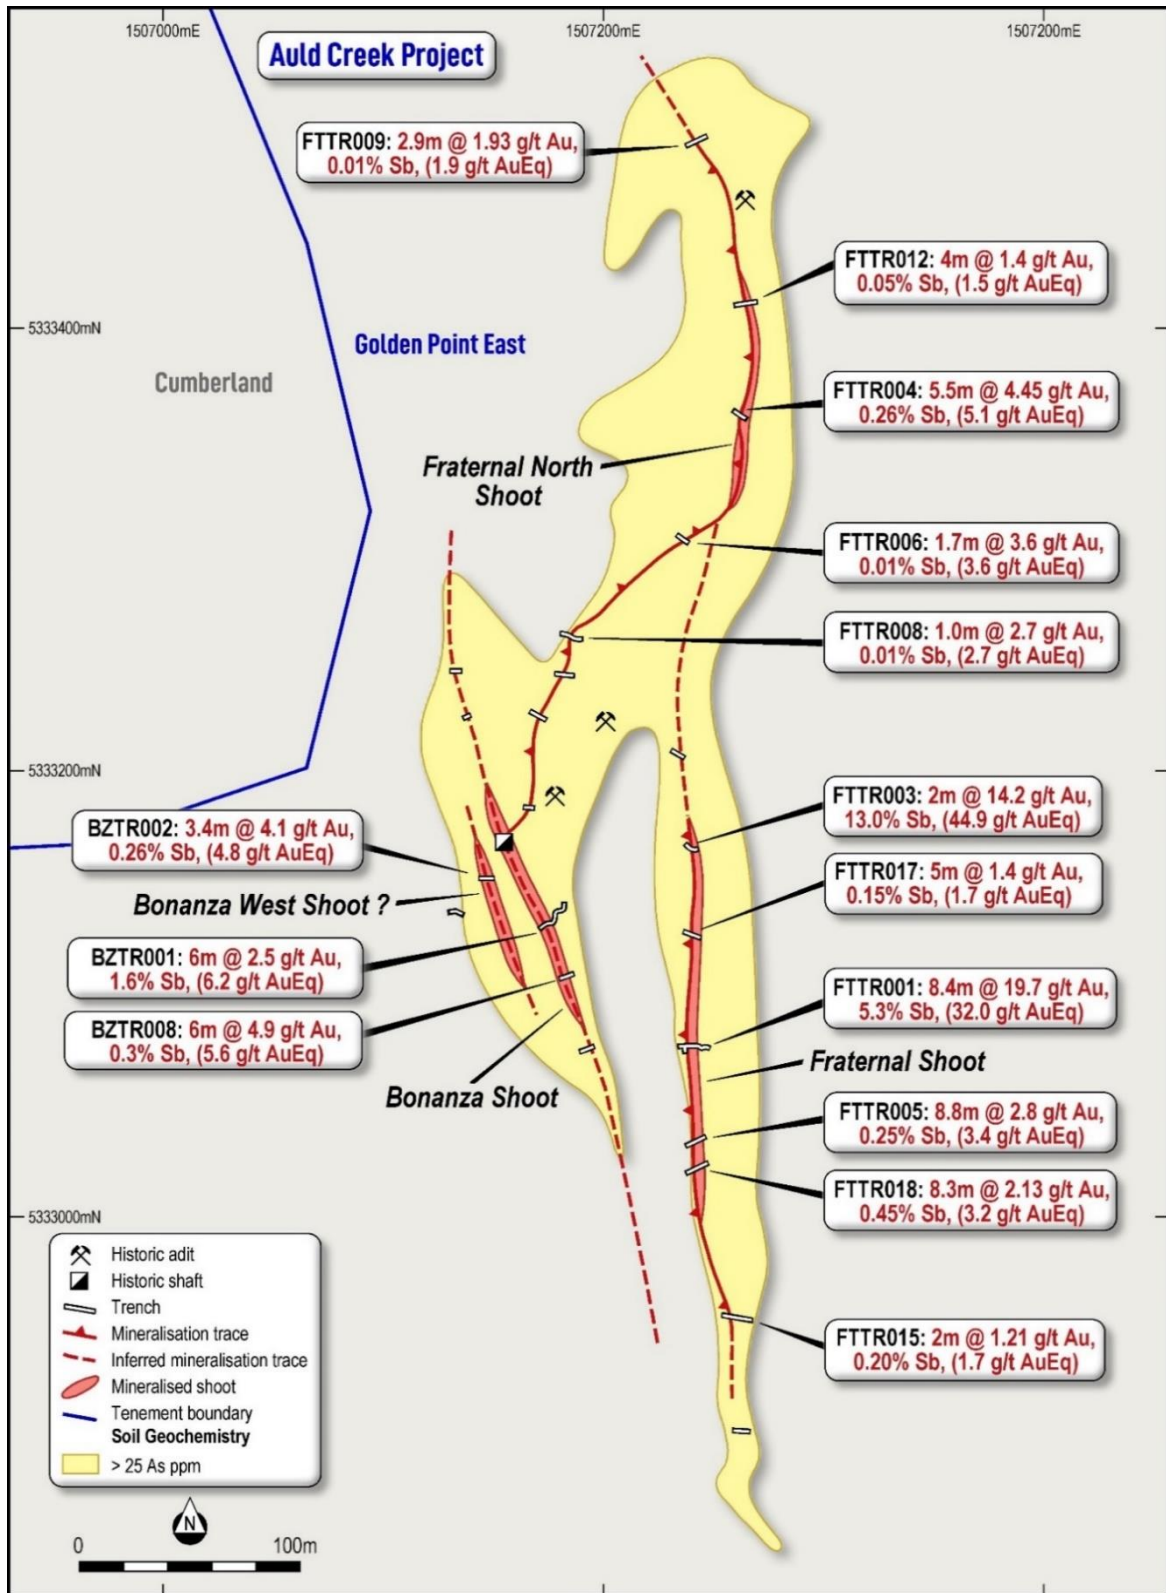 1507000mE
1507200mE
1507200mE
Auld Creek Project
FTTR009: 2.9m @ 1.93 g/t Au,
0.01% Sb, (1.9 g/t AuEq)
FTTR012: 4m @ 1.4 g/t Au,
0.05% Sb, (1.5 g/t AuEq)
5333400mN
Golden Point East
Cumberland
FTTR004: 5.5m @ 4.45 g/t Au,
0.26% Sb, (5.1 g/t AuEq)
Fraternal North
Shoot
FTTR006: 1.7m @ 3.6 g/t Au,
0.01% Sb, (3.6 g/t AuEq)
FTTR008: 1.0m @ 2.7 g/t Au,
0.01% Sb, (2.7 g/t AuEq)
5333200mN
FTTR003: 2m @ 14.2 g/t Au,
13.0% Sb, (44.9 g/t AuEq)
BZTR002: 3.4m @ 4.1 g/t Au,
0.26% Sb, (4.8 g/t AuEq)
FTTR017: 5m @ 1.4 g/t Au,
0.15% Sb, (1.7 g/t AuEq)
Bonanza West Shoot ?
BZTR001: 6m @ 2.5 g/t Au,
1.6% Sb, (6.2 g/t AuEq)
FTTR001: 8.4m @ 19.7 g/t Au,
5.3% Sb, (32.0 g/t AuEq)
BZTR008: 6m @ 4.9 g/t Au,
0.3% Sb, (5.6 g/t AuEq)
Fraternal Shoot
Bonanza Shoot
FTTR005: 8.8m @ 2.8 g/t Au,
0.25% Sb, (3.4 g/t AuEq)
FTTR018: 8.3m @ 2.13 g/t Au,
0.45% Sb, (3.2 g/t AuEq)
5333000mN
FTTR015: 2m @ 1.21 g/t Au,
0.20% Sb, (1.7 g/t AuEq)
Historic adit
Historic shaft
Trench
Mineralisation trace
Inferred mineralisation trace
Mineralised shoot
Tenement boundary
Soil Geochemistry
> 25 As ppm
N
0 100m